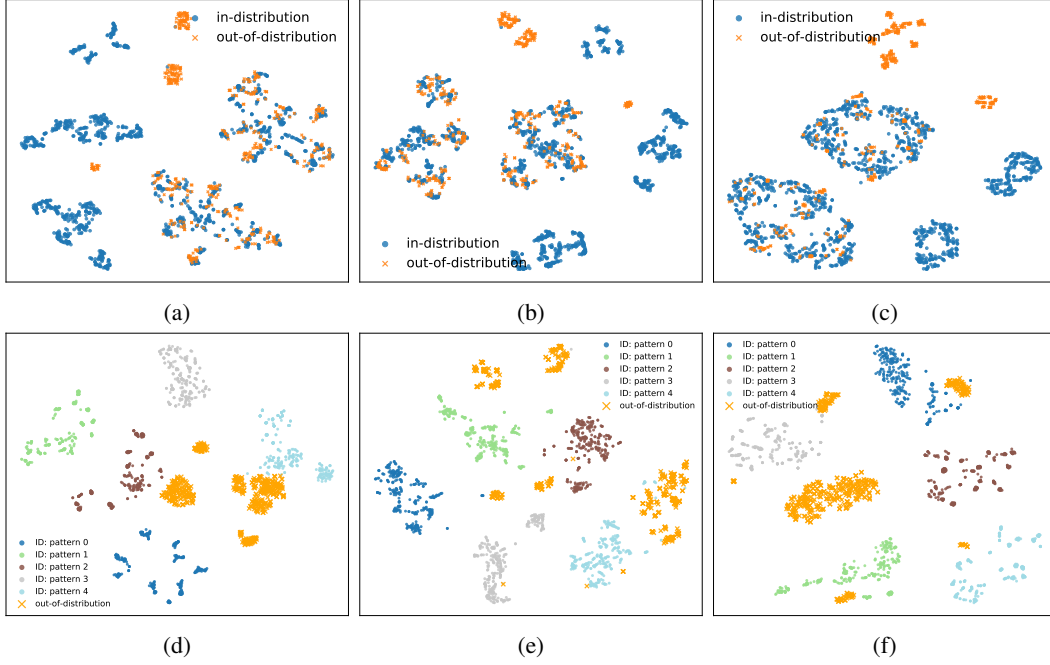 in-distribution
out-of-distribution
(a)
in-distribution
out-of-distribution
(b)
in-distribution
out-of-distribution
(c)
ID: pattern 0
ID: pattern 1
ID: pattern 2
ID: pattern 3
ID: pattern 4
out-of-distribution
(d)
ID: pattern 0
ID: pattern 1
ID: pattern 2
ID: pattern 3
ID: pattern 4
out-of-distribution
(e)
ID: pattern 0
ID: pattern 1
ID: pattern 2
ID: pattern 3
ID: pattern 4
out-of-distribution
(f)